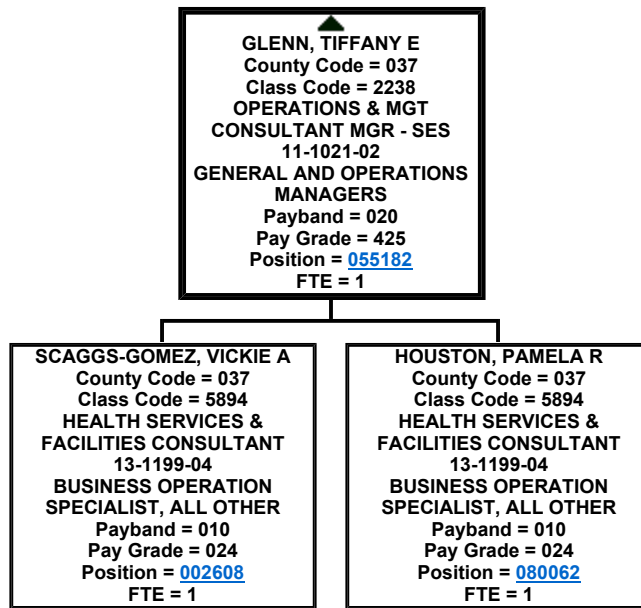 GLENN, TIFFANY E
County Code = 037
Class Code = 2238
OPERATIONS & MGT
CONSULTANT MGR - SES
11-1021-02
GENERAL AND OPERATIONS
MANAGERS
Payband = 020
Pay Grade = 425
Position = 055182
FTE = 1
SCAGGS-GOMEZ, VICKIE A
County Code = 037
Class Code = 5894
HEALTH SERVICES &
FACILITIES CONSULTANT
13-1199-04
BUSINESS OPERATION
SPECIALIST, ALL OTHER
Payband = 010
Pay Grade = 024
Position = 002608
FTE = 1
HOUSTON, PAMELA R
County Code = 037
Class Code = 5894
HEALTH SERVICES &
FACILITIES CONSULTANT
13-1199-04
BUSINESS OPERATION
SPECIALIST, ALL OTHER
Payband = 010
Pay Grade = 024
Position = 080062
FTE = 1